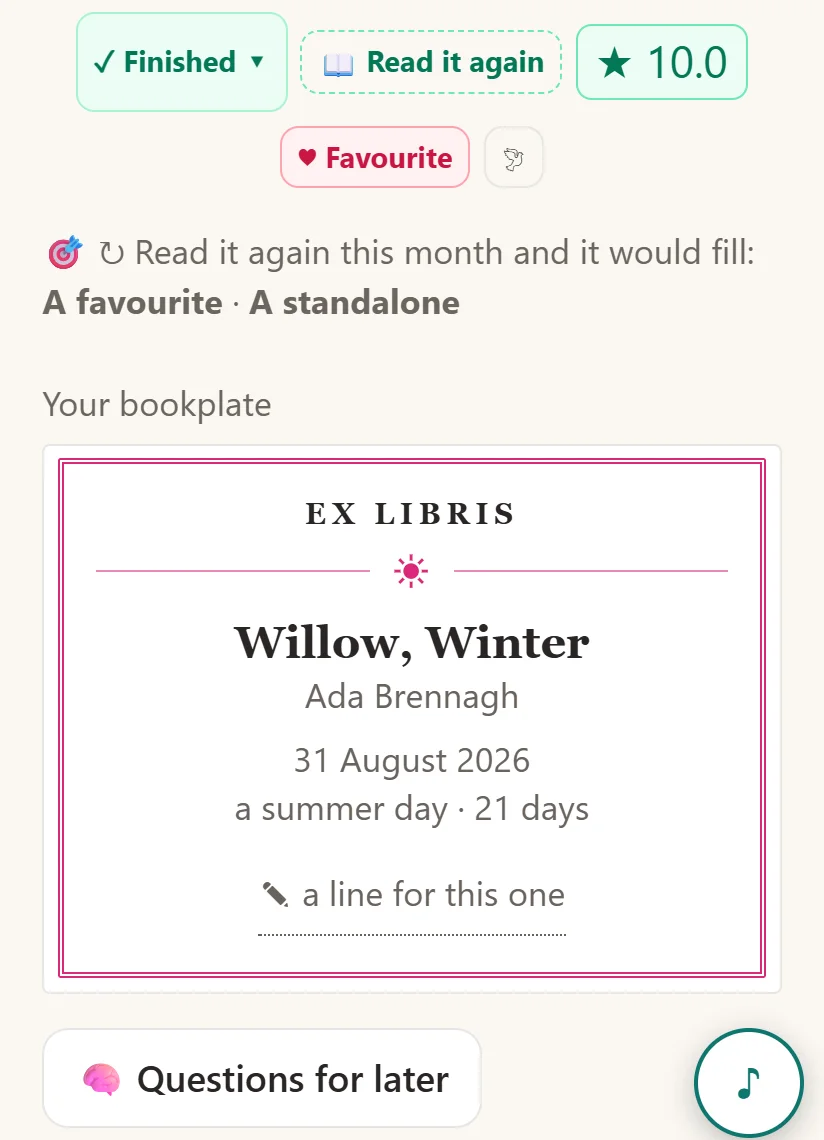 ✓ Finished ▼
📖 Read it again
★ 10.0
♥ Favourite
🎯 ↻ Read it again this month and it would fill:
A favourite · A standalone
Your bookplate
EX LIBRIS
Willow, Winter
Ada Brennagh
31 August 2026
a summer day · 21 days
✎ a line for this one
🧠 Questions for later
♪